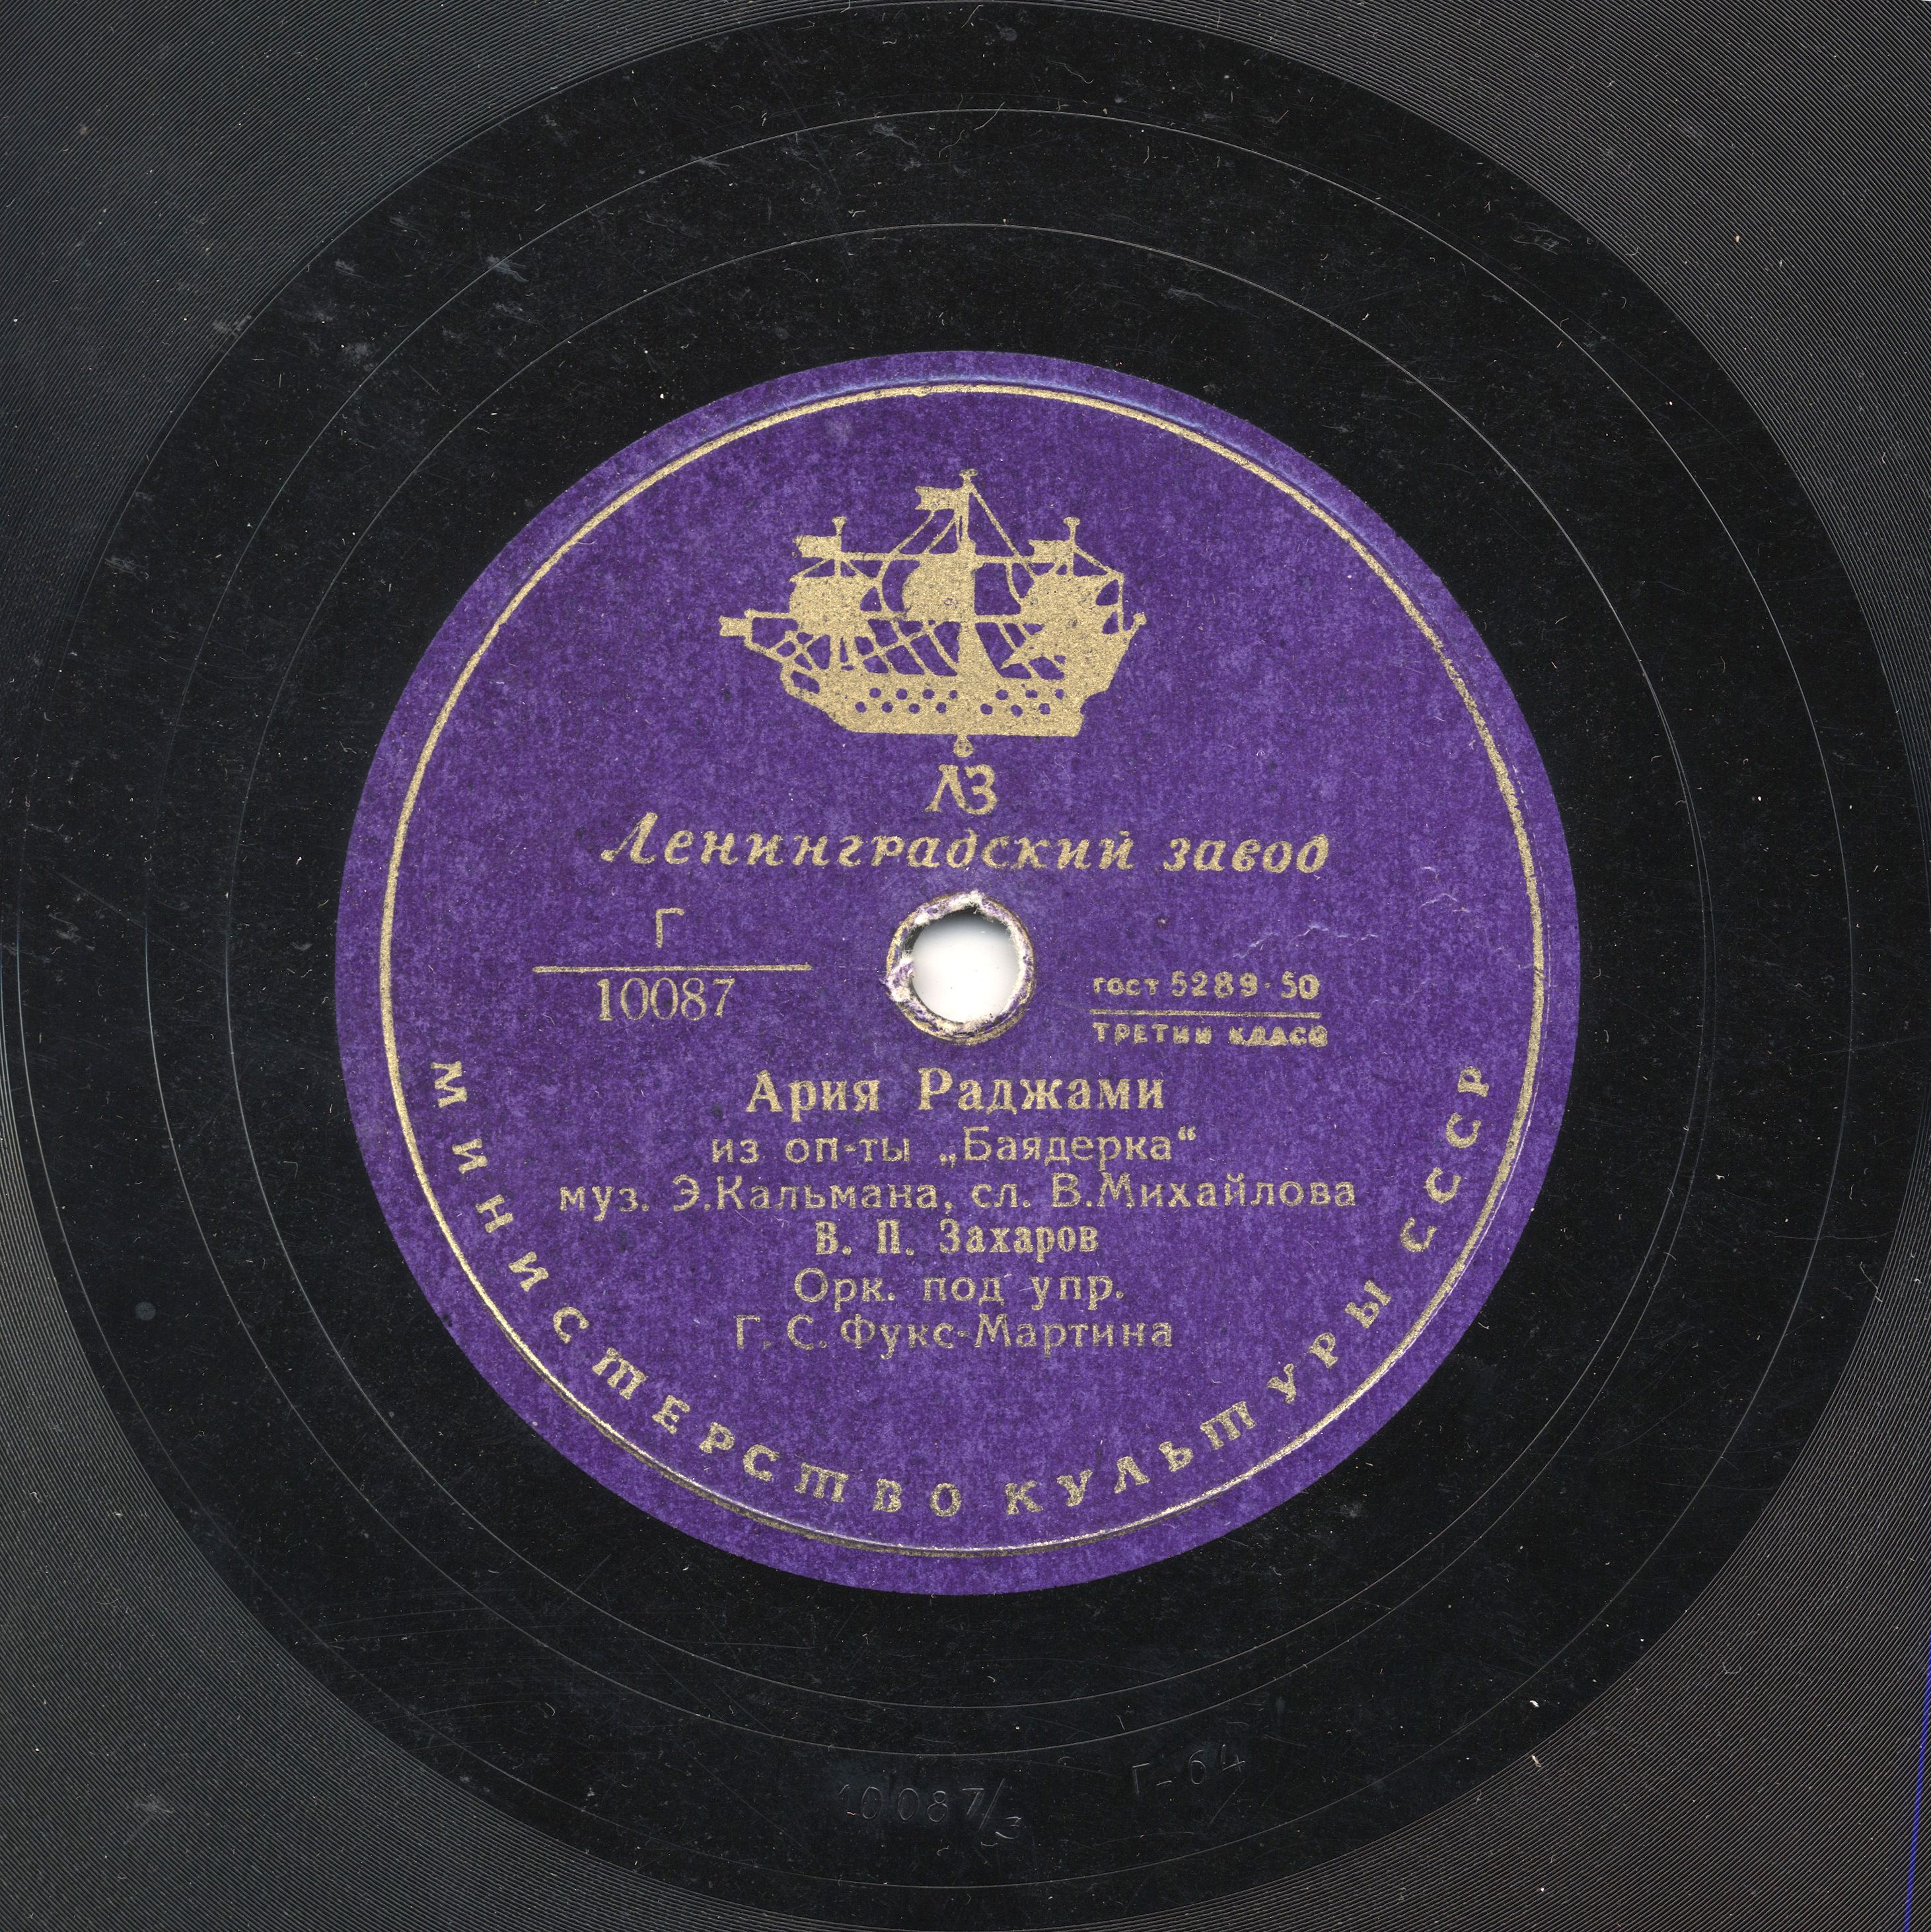 ЛЗ
Ленинградский завод
Г
10087
гост 5289-50
ТРЕТИЙ КЛАСС
Ария Раджами
из оп-ты „Баядерка“
муз. Э.Кальмана, сл. В.Михайлова
В. П. Захаров
Орк. под упр.
Г. С. Фукс-Мартина
МИНИСТЕРСТВО КУЛЬТУРЫ СССР
10087/3
Г-64